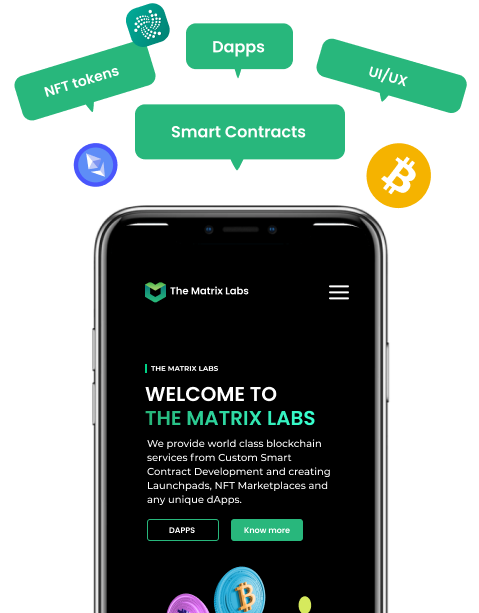 Dapps
NFT tokens
UI/UX
Smart Contracts
The Matrix Labs
THE MATRIX LABS
WELCOME TO
THE MATRIX LABS
We provide world class blockchain
services from Custom Smart
Contract Development and creating
Launchpads, NFT Marketplaces and
any unique dApps.
DAPPS
Know more